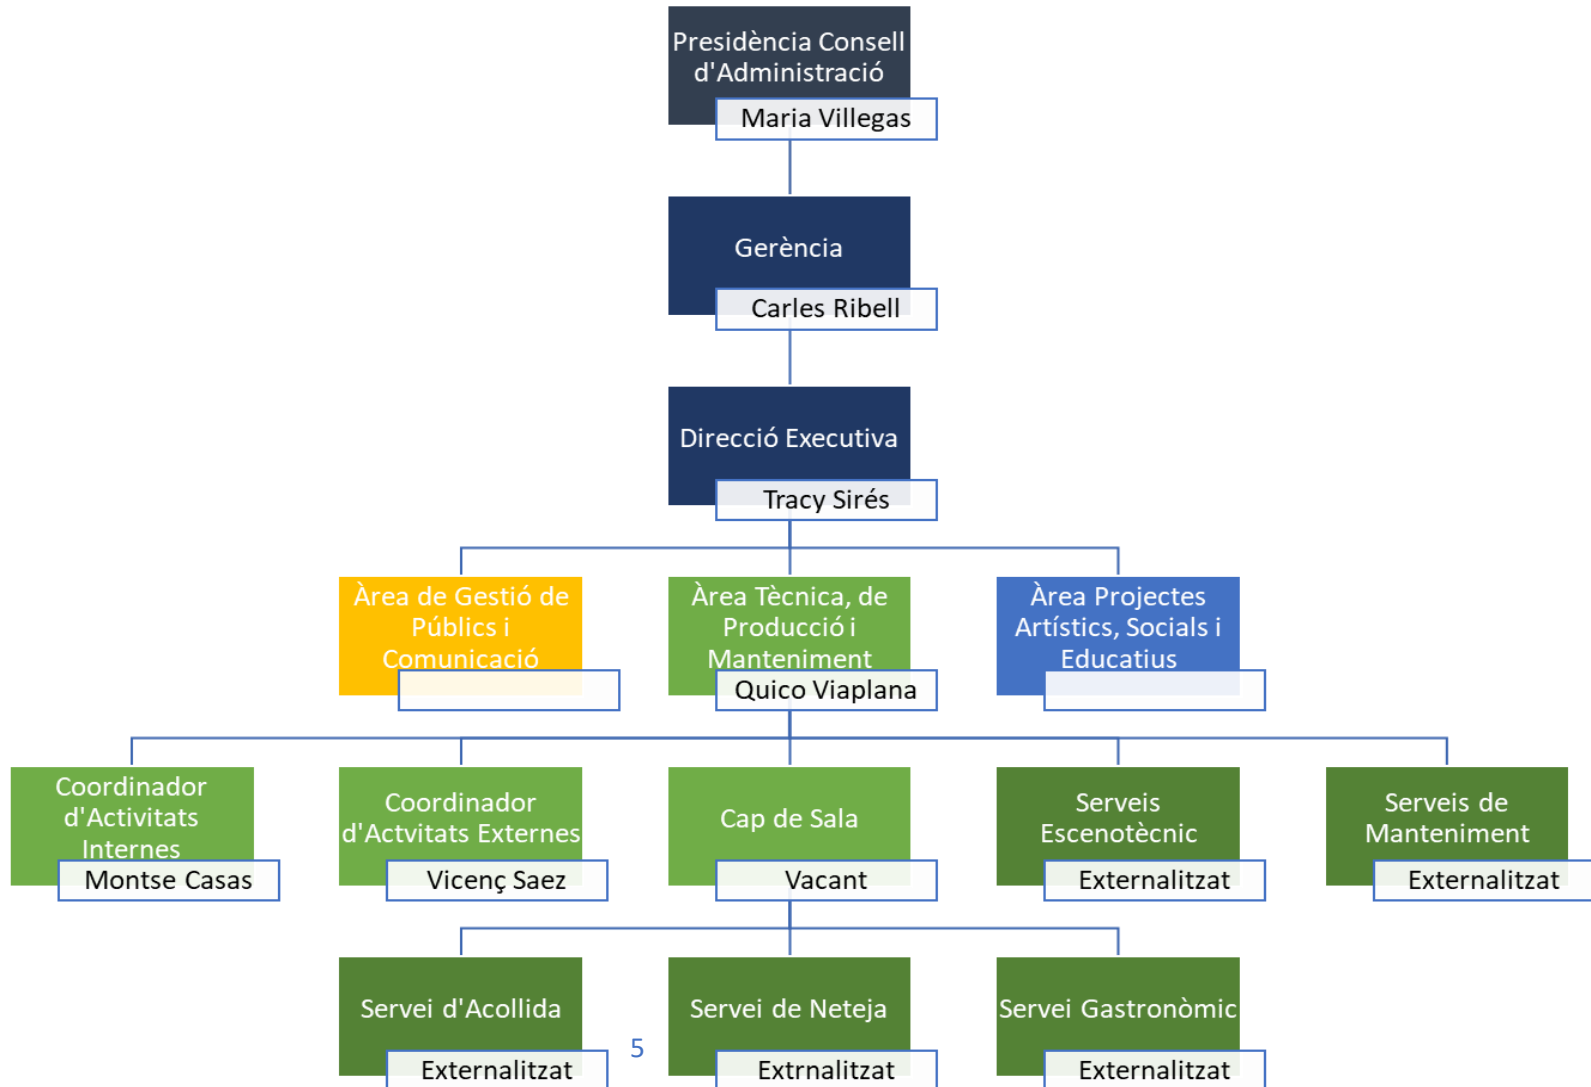 Presidència Consell
d'Administració
Maria Villegas
Gerència
Carles Ribell
Direcció Executiva
Tracy Sirés
Àrea de Gestió de
Públics i
Comunicació
Àrea Tècnica, de
Producció i
Manteniment
Quico Viaplana
Àrea Projectes
Artístics, Socials i
Educatius
Coordinador
d'Activitats
Internes
Montse Casas
Coordinador
d'Actvitats Externes
Vicenç Saez
Cap de Sala
Vacant
Serveis
Escenotècnic
Externalitzat
Serveis de
Manteniment
Externalitzat
Servei d'Acollida
Externalitzat
5
Servei de Neteja
Extrnalitzat
Servei Gastronòmic
Externalitzat